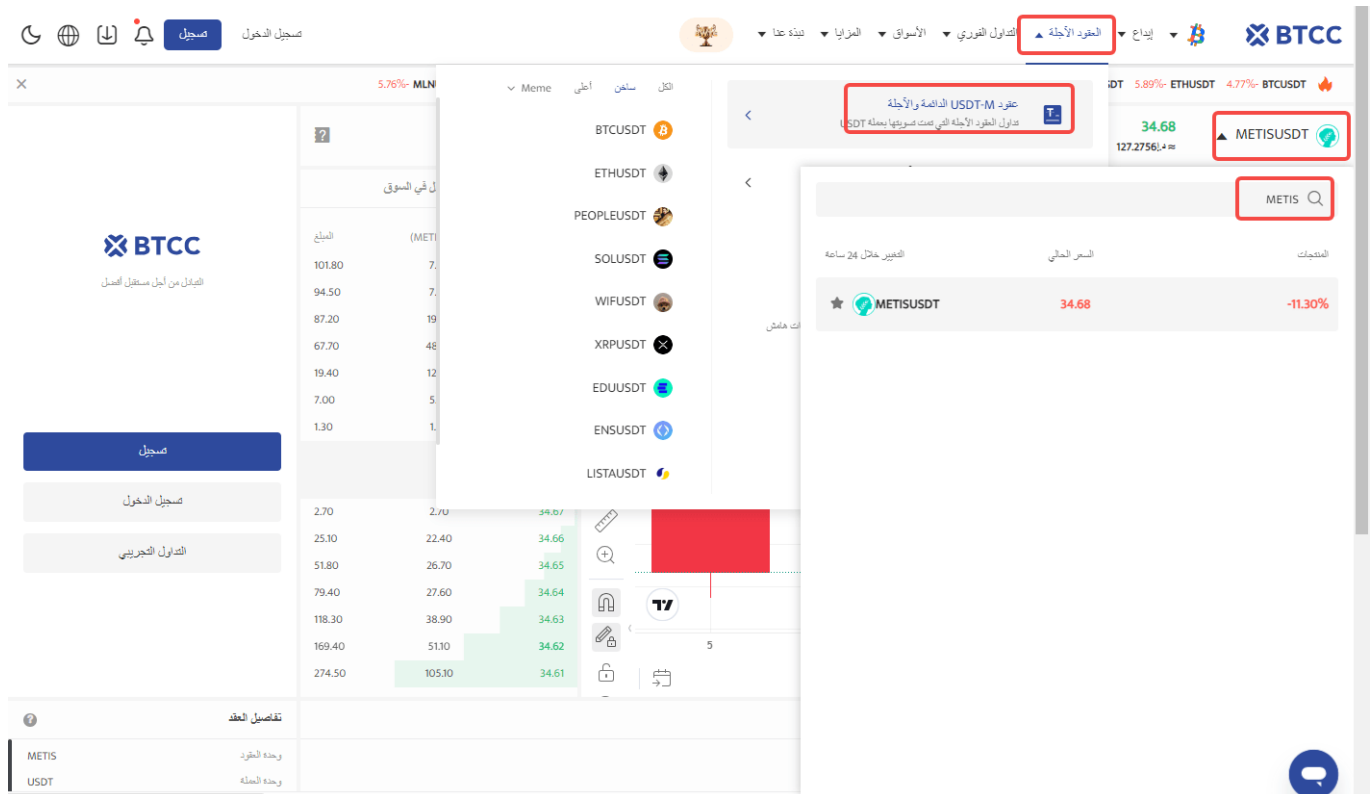 BTCC
إيداع
العقود الأجلة
التداول الفوري
الأسواق
المزايا
نبذة عنا
تسجيل الدخول
تسجيل
BTCUSDT -4.77%
ETHUSDT -5.89%
5.76%-
METISUSDT
34.68
عقود USDT-M الدائمة والأجلة
تداول العقود الأجلة التي تمت تسويتها بعملة USDT
الكل
ساخن
أعلى
Meme
BTCUSDT
ETHUSDT
PEOPLEUSDT
SOLUSDT
WIFUSDT
XRPUSDT
EDUUSDT
ENSUSDT
LISTAUSDT
METIS
المنتجات
السعر الحالي
التغيير خلال 24 ساعة
METISUSDT
34.68
-11.30%
BTCC
التبادل من أجل مستقبل أفضل
تسجيل
تسجيل الدخول
التداول التجريبي
المبلغ
101.80
94.50
87.20
67.70
19.40
7.00
1.30
34.67 2.70 2.70
34.66 22.40 25.10
34.65 26.70 51.80
34.64 27.60 79.40
34.63 38.90 118.30
34.62 51.10 169.40
34.61 105.10 274.50
5
تفاصيل العقد
وحدة العقود METIS
وحدة العملة USDT